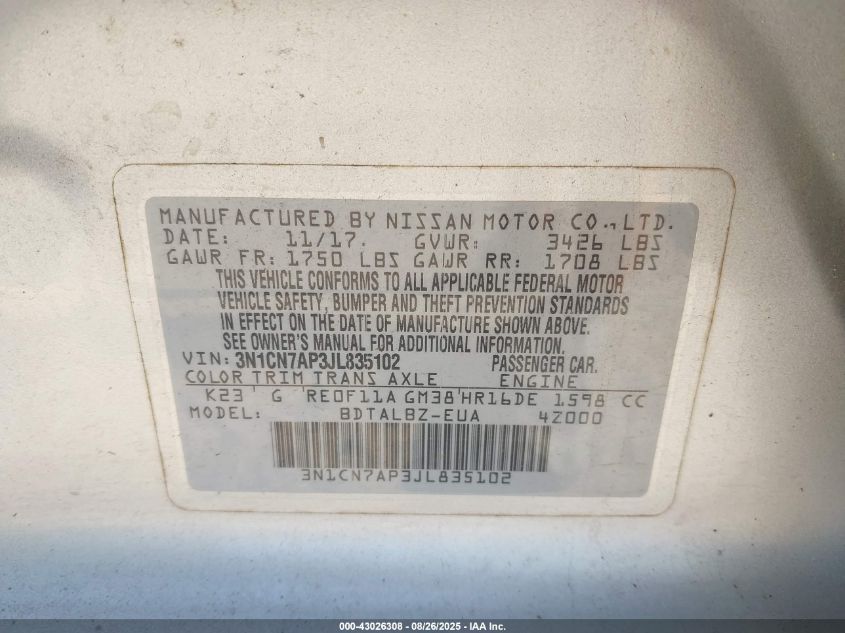 MANUFACTURED BY NISSAN MOTOR CO., LTD.
DATE: 11/17. GVWR: 3426 LBS
GAWR FR: 1750 LBS GAWR RR: 1708 LBS
THIS VEHICLE CONFORMS TO ALL APPLICABLE FEDERAL MOTOR
VEHICLE SAFETY, BUMPER AND THEFT PREVENTION STANDARDS
IN EFFECT ON THE DATE OF MANUFACTURE SHOWN ABOVE.
SEE OWNER'S MANUAL FOR ADDITIONAL INFORMATION.
VIN: 3N1CN7AP3JL835102 PASSENGER CAR.
COLOR TRIM TRANS AXLE ENGINE
K23 G RE0F11A GM38 HR16DE 1598 CC
MODEL: BDTALBZ-EUA 4Z000
3N1CN7AP3JL835102
000-43026308 - 08/26/2025 - IAA Inc.